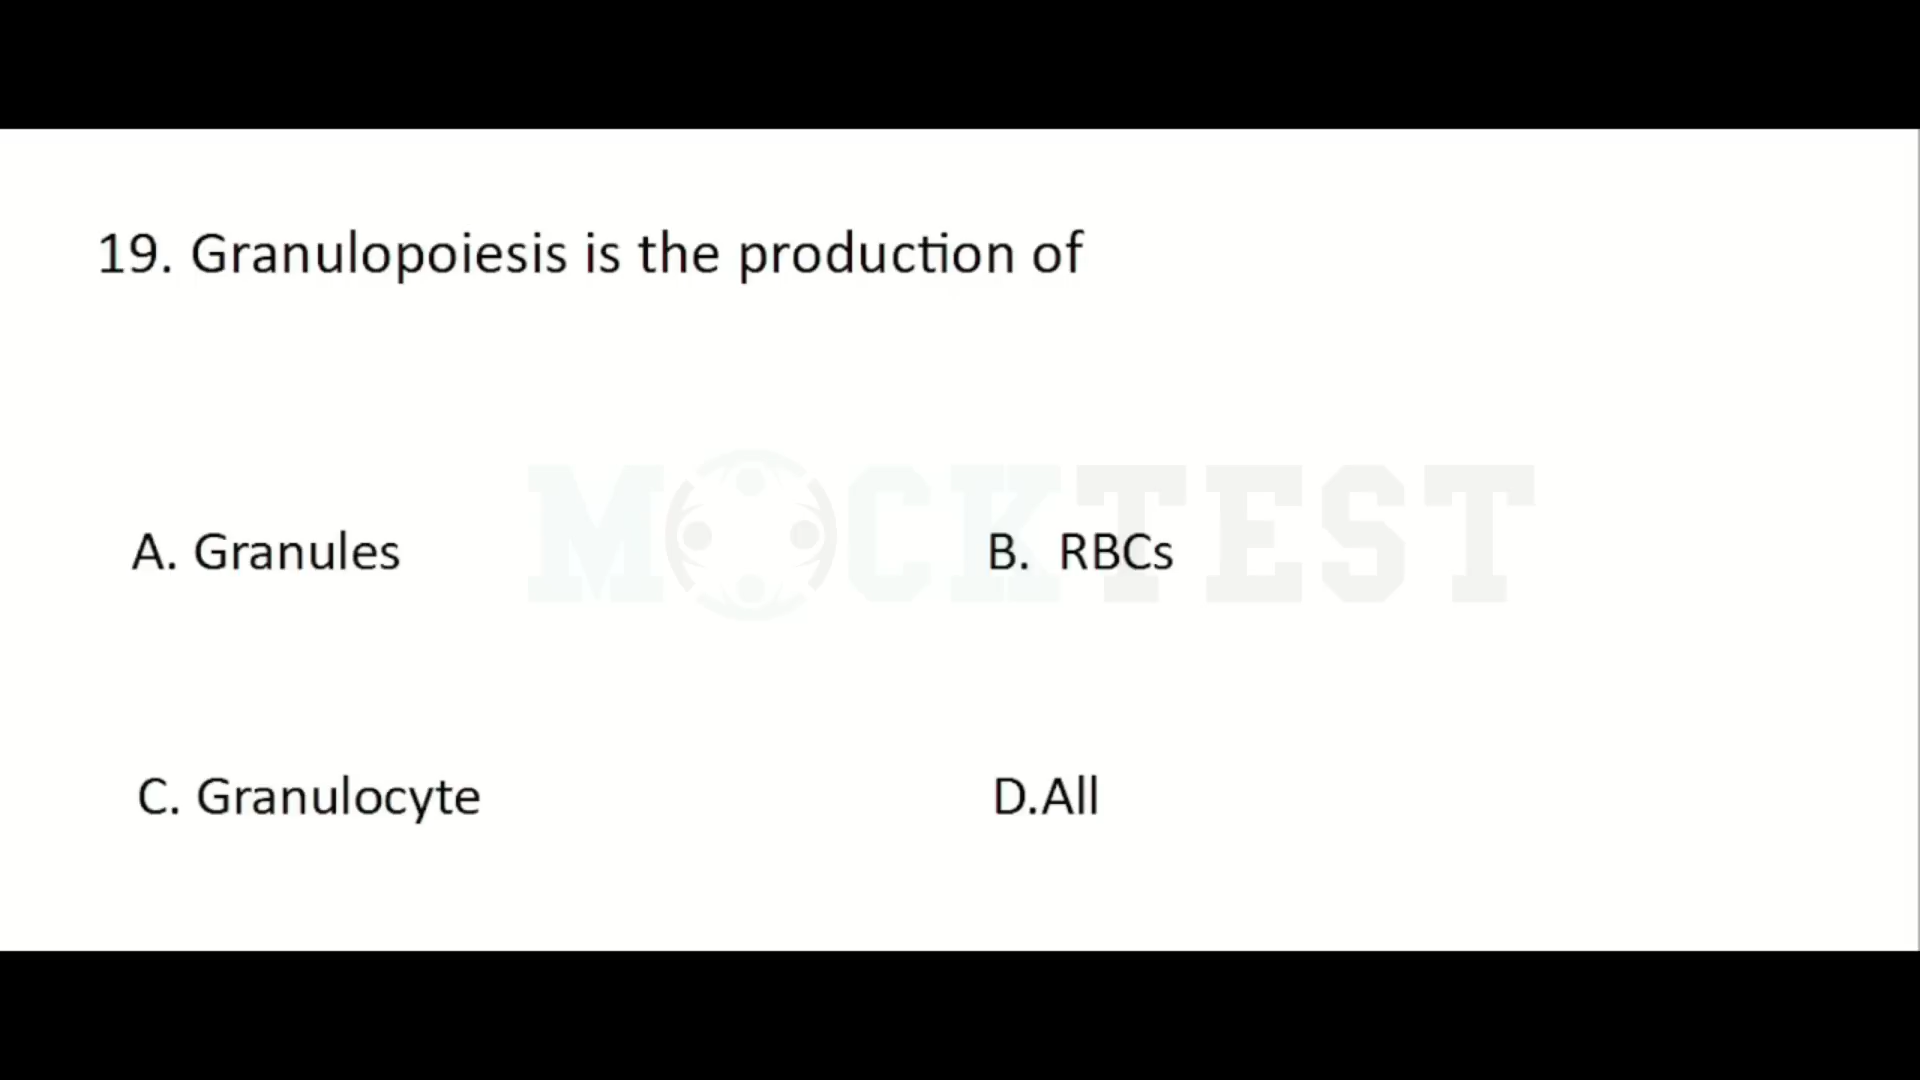 19. Granulopoiesis is the production of
MOCKTEST
A. Granules
B. RBCs
C. Granulocyte
D.All